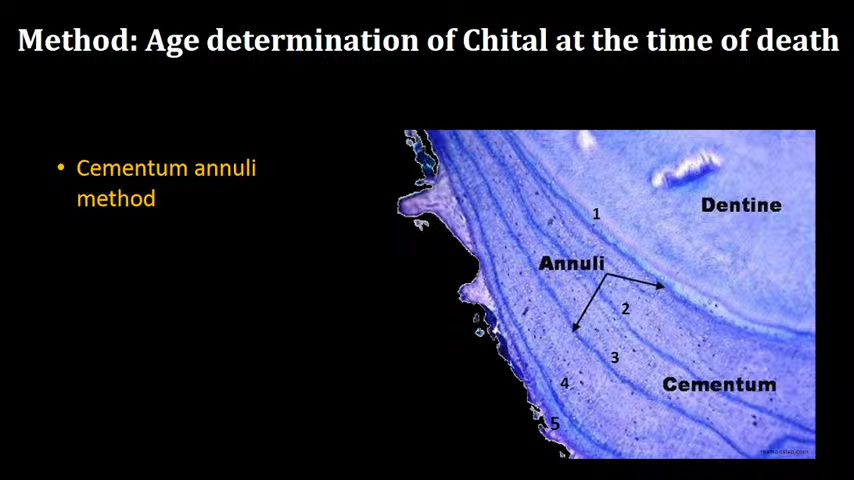 Method: Age determination of Chital at the time of death
• Cementum annuli
method
Dentine
1
Annuli
2
3
4
Cementum
5